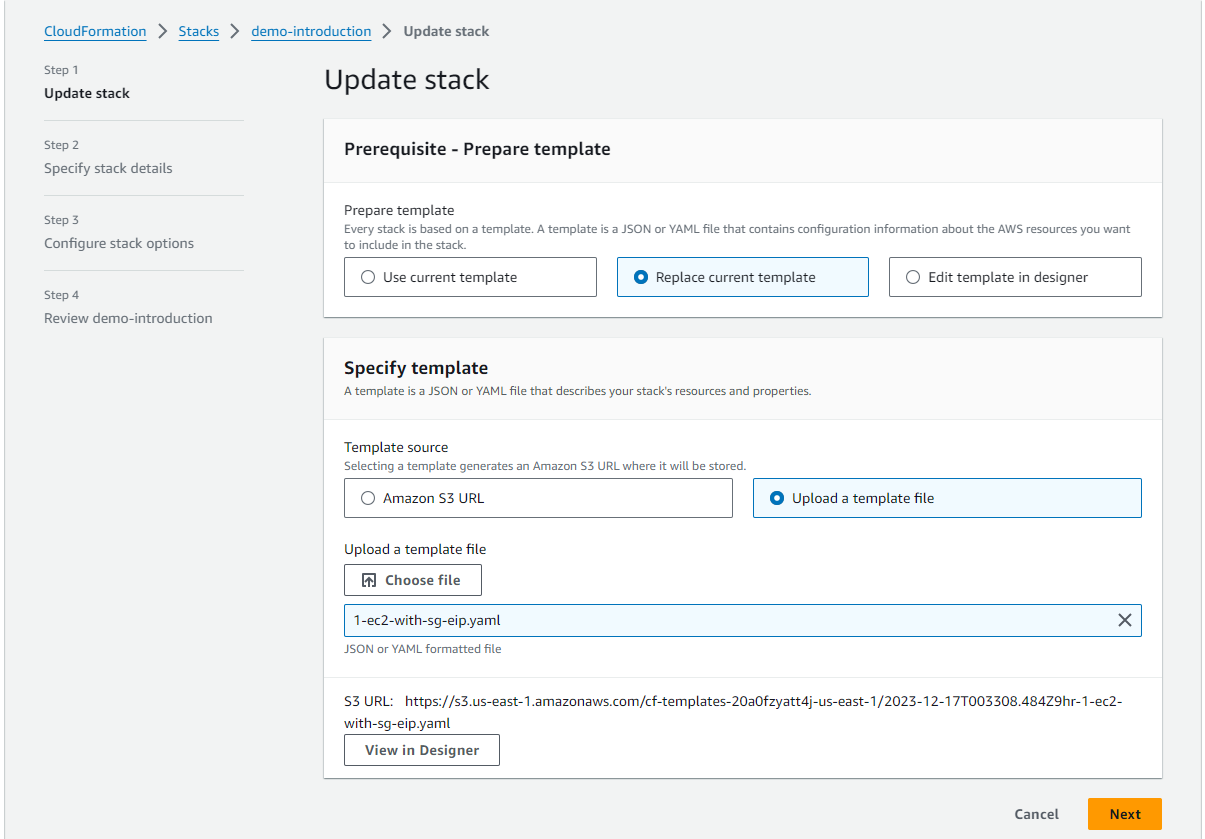 CloudFormation > Stacks > demo-introduction > Update stack
Step 1
Update stack
Step 2
Specify stack details
Step 3
Configure stack options
Step 4
Review demo-introduction
Update stack
Prerequisite - Prepare template
Prepare template
Every stack is based on a template. A template is a JSON or YAML file that contains configuration information about the AWS resources you want
to include in the stack.
Use current template
Replace current template
Edit template in designer
Specify template
A template is a JSON or YAML file that describes your stack's resources and properties.
Template source
Selecting a template generates an Amazon S3 URL where it will be stored.
Amazon S3 URL
Upload a template file
Upload a template file
Choose file
1-ec2-with-sg-eip.yaml
JSON or YAML formatted file
S3 URL: https://s3.us-east-1.amazonaws.com/cf-templates-20a0fzyatt4j-us-east-1/2023-12-17T003308.484Z9hr-1-ec2-
with-sg-eip.yaml
View in Designer
Cancel
Next